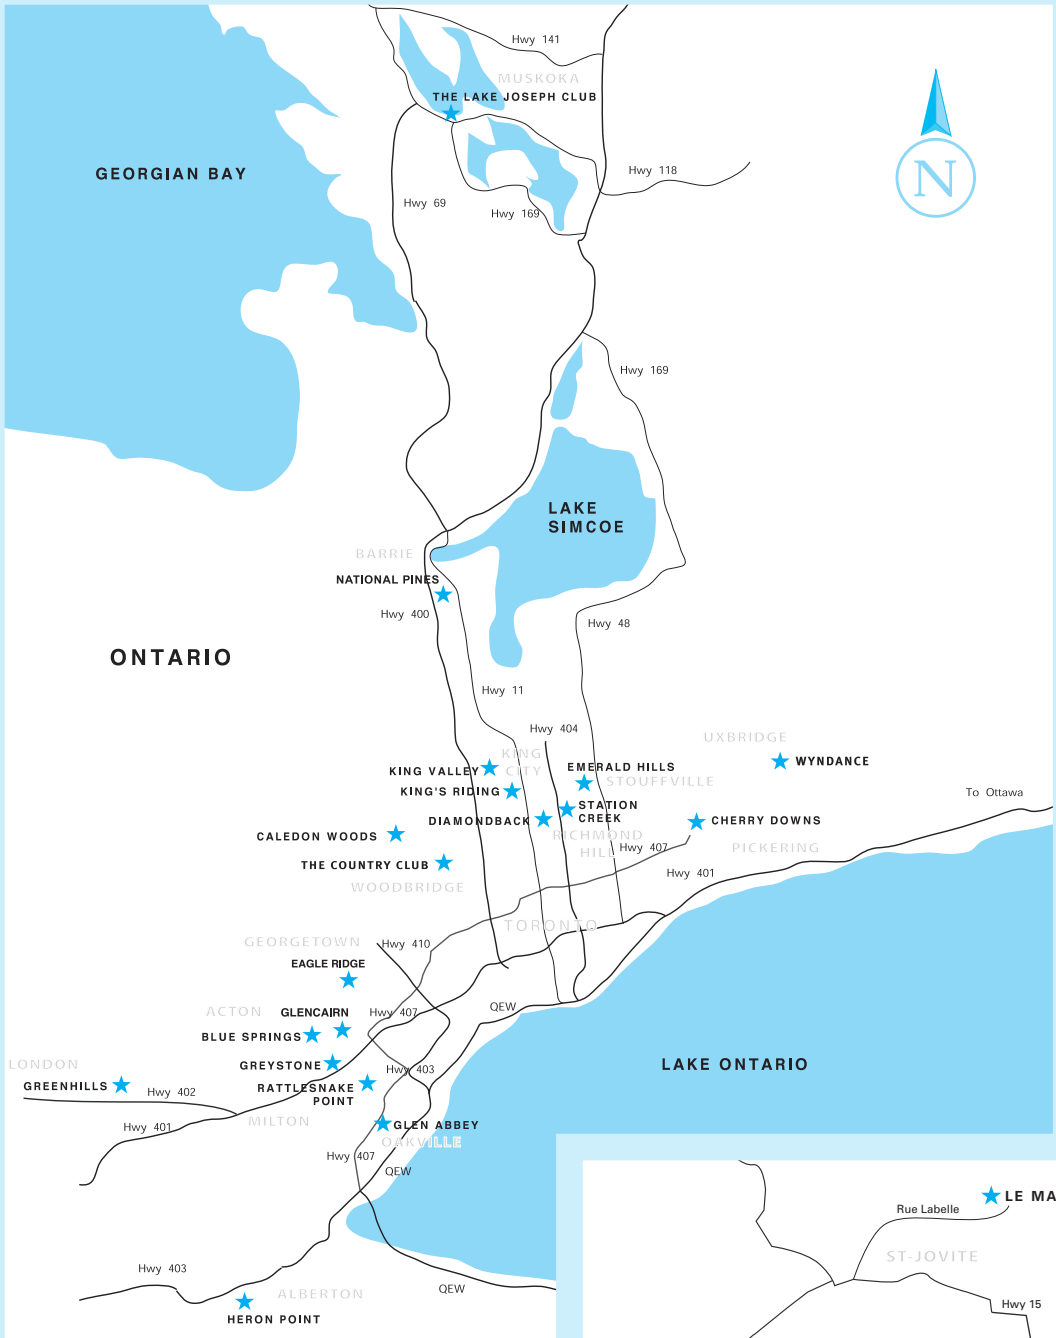 Hwy 141
MUSKOKA
THE LAKE JOSEPH CLUB
GEORGIAN BAY
Hwy 118
N
Hwy 69
Hwy 169
Hwy 169
LAKE
SIMCOE
BARRIE
NATIONAL PINES
Hwy 400
Hwy 48
ONTARIO
Hwy 11
Hwy 404
UXBRIDGE
KING
CITY
KING VALLEY
EMERALD HILLS
WYNDANCE
STOUFFVILLE
KING'S RIDING
To Ottawa
STATION
CREEK
DIAMONDBACK
CHERRY DOWNS
CALEDON WOODS
RICHMOND
HILL
Hwy 407
PICKERING
THE COUNTRY CLUB
Hwy 401
WOODBRIDGE
TORONTO
GEORGETOWN
Hwy 410
EAGLE RIDGE
QEW
ACTON
GLENCAIRN
Hwy 407
BLUE SPRINGS
LONDON
GREYSTONE
Hwy 403
LAKE ONTARIO
GREENHILLS
Hwy 402
RATTLESNAKE
POINT
MILTON
Hwy 401
GLEN ABBEY
OAKVILLE
Hwy 407
QEW
LE MA
Rue Labelle
ST-JOVITE
Hwy 403
QEW
ALBERTON
Hwy 15
HERON POINT